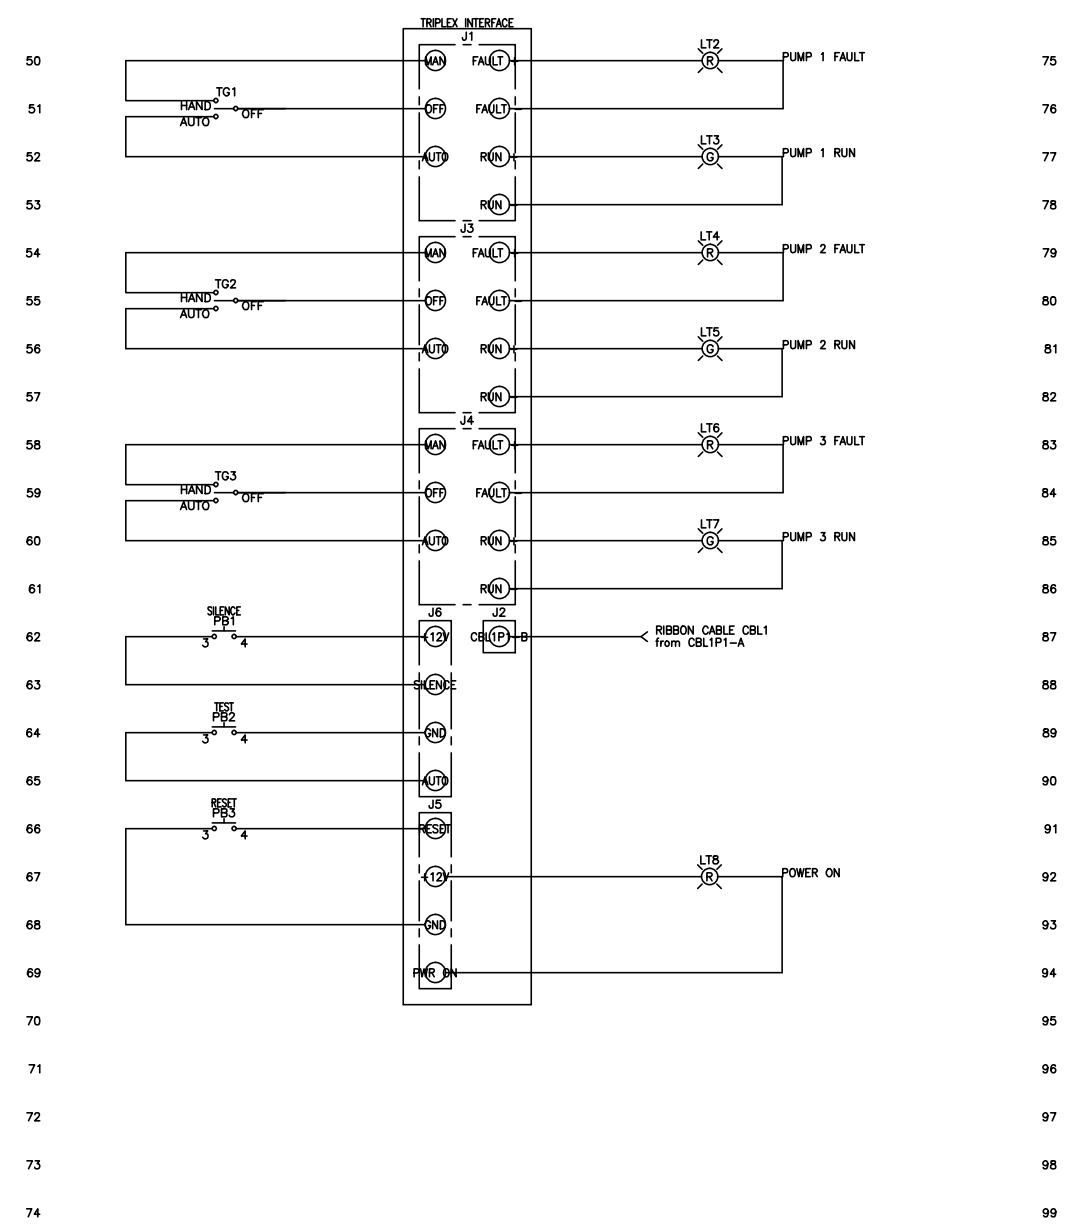 TRIPLEX INTERFACE
J1
50 MAN FAULT LT2 R PUMP 1 FAULT 75
TG1
HAND
51 OFF OFF FAULT 76
AUTO
52 AUTO RUN LT3 G PUMP 1 RUN 77
53 RUN 78
J3
54 MAN FAULT LT4 R PUMP 2 FAULT 79
TG2
HAND
55 OFF OFF FAULT 80
AUTO
56 AUTO RUN LT5 G PUMP 2 RUN 81
57 RUN 82
J4
58 MAN FAULT LT6 R PUMP 3 FAULT 83
TG3
HAND
59 OFF OFF FAULT 84
AUTO
60 AUTO RUN LT7 G PUMP 3 RUN 85
61 RUN 86
SILENCE
PB1
J6 J2
62 3 4 +12V CBL1P1-B RIBBON CABLE CBL1 87
from CBL1P1-A
63 SILENCE 88
TEST
PB2
64 3 4 GND 89
65 AUTO 90
RESET
PB3
J5
66 3 4 RESET 91
67 +12V LT8 R POWER ON 92
68 GND 93
69 PWR ON 94
70 95
71 96
72 97
73 98
74 99